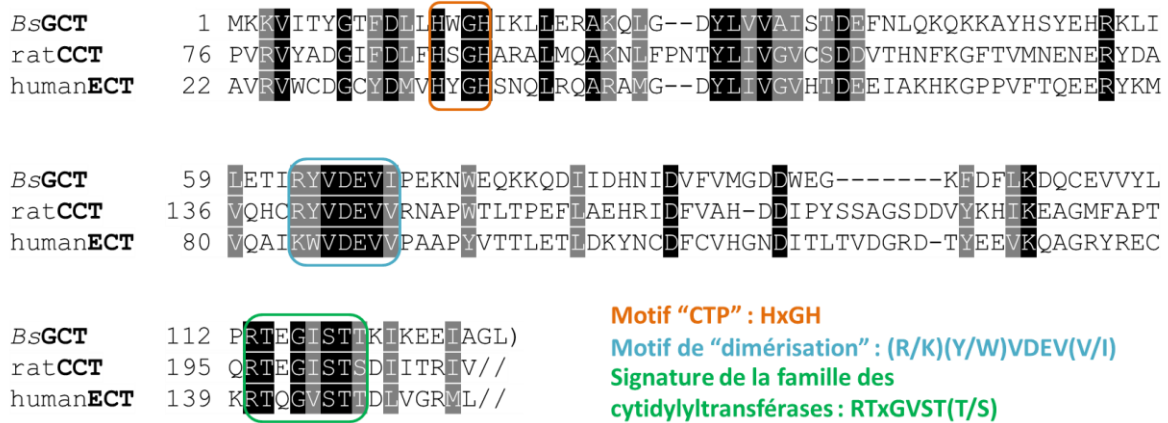 BsGCT 1 MKKVITYGTFDLLHWGHIKLLERAKQLG--DYLVVAISTDEFNLQKQKKAYHSYEHRKLI
ratCCT 76 PVRVYADGIFDLFHSGHARALMQAKNLFPNTYLIVGVCSDDVTHNFKGFTVMNENERYDA
humanECT 22 AVRVWCDGCYDMVHYGHSNQLRQARAMG--DYLIVGVHTDEEIAKHKGPPVFTQEERYKM
BsGCT 59 LETIRYVDEVIPEKNWEQKKQDIIDHNIDVFVMGDDWEG-------KFDFLKDQCEVVYL
ratCCT 136 VQHCRYVDEVVRNAPWTLTPEFLAEHRIDFVAH-DDIPYSSAGSDDVYKHIKEAGMFAPT
humanECT 80 VQAIKWVDEVVPAAPYVTTLETLDKYNCDFCVHGNDITLTVDGRD-TYEEVKQAGRYREC
BsGCT 112 PRTEGISTTKIKEEIAGL)
ratCCT 195 QRTEGISTSDIITRIV//
humanECT 139 KRTQGVSTTDLVGRML//
Motif “CTP” : HxGH
Motif de “dimérisation” : (R/K)(Y/W)VDEV(V/I)
Signature de la famille des
cytidylyltransférases : RTxGVST(T/S)